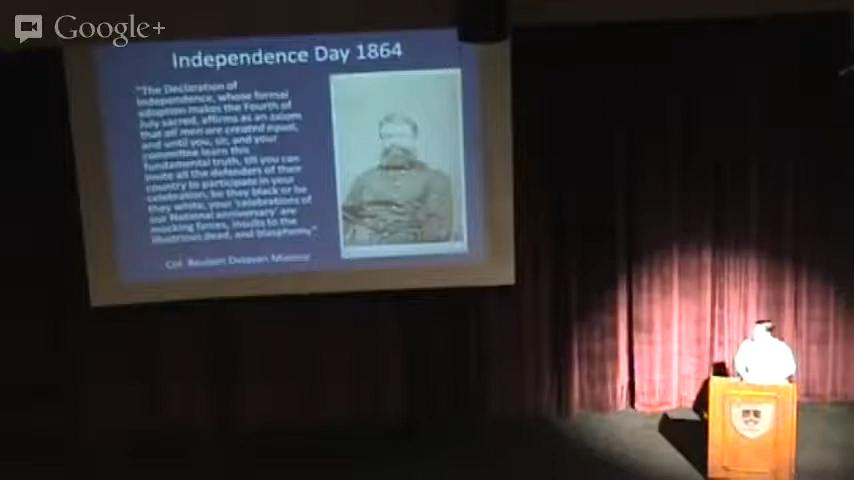 Google+
Independence Day 1864
"The Declaration of
Independence, whose formal
adoption makes the Fourth of
July sacred, affirms as an axiom
that all men are created equal,
and until you, sir, and your
committee learn this
fundamental truth, till you can
invite all the defenders of their
country to participate in your
celebration, be they black or be
they white, your 'celebrations of
our National anniversary' are
mocking farces, insults to the
illustrious dead, and blasphemy"
Col. Reuben Delavan Mussey